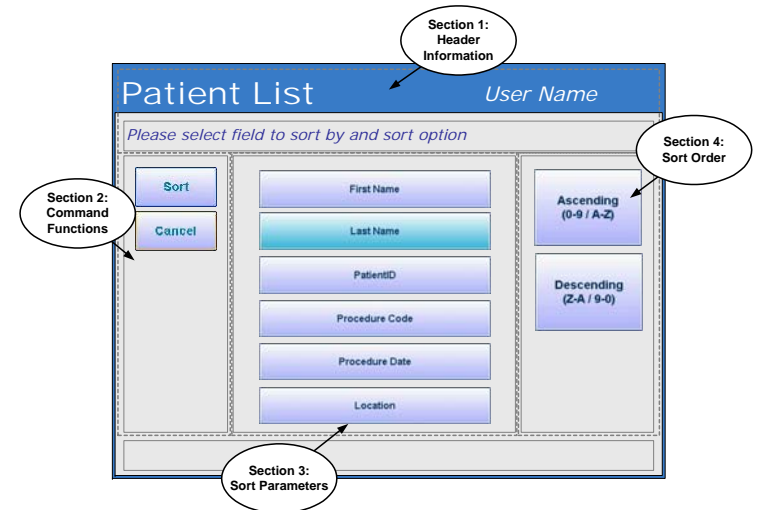 Section 1:
Header
Information
Patient List
User Name
Please select field to sort by and sort option
Section 4:
Sort Order
Section 2:
Command
Functions
Sort
Cancel
First Name
Last Name
PatientID
Procedure Code
Procedure Date
Location
Ascending
(0-9 / A-Z)
Descending
(Z-A / 9-0)
Section 3:
Sort Parameters